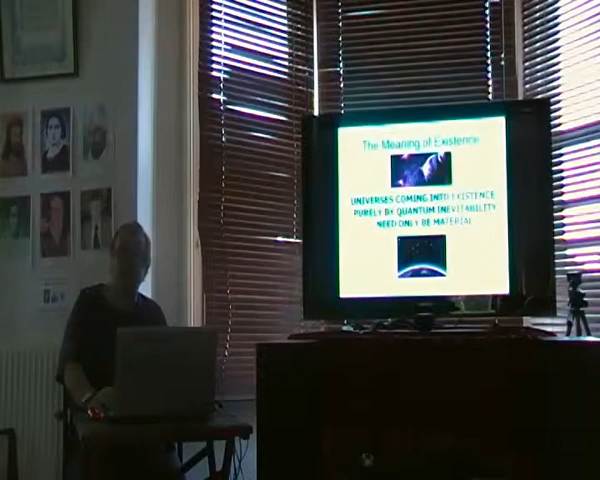 The Meaning of Existence
UNIVERSES COMING INTO EXISTENCE
PURELY BY QUANTUM INEVITABILITY
NEED ONLY BE MATERIAL